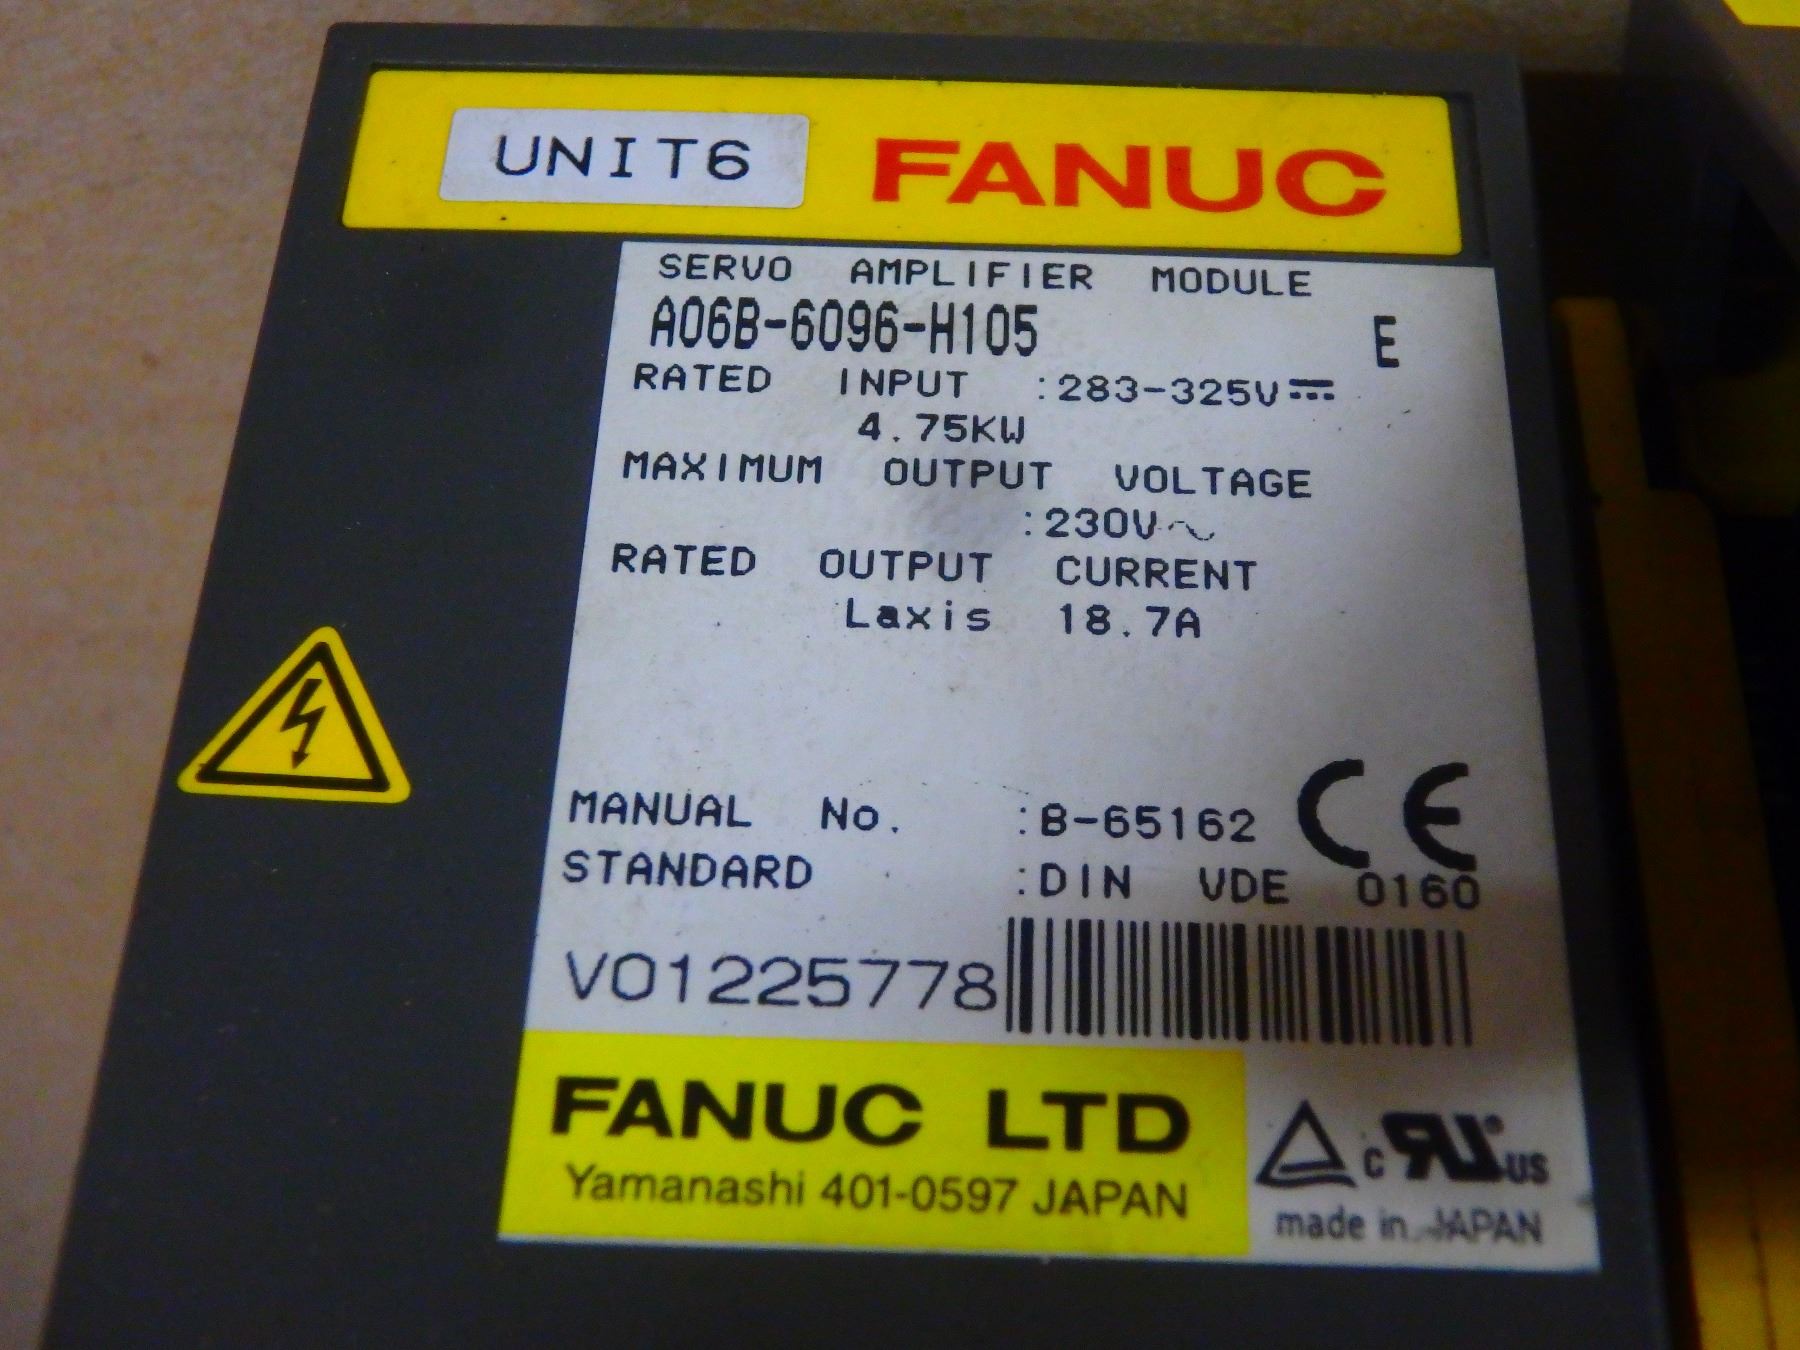 UNIT6 FANUC
SERVO AMPLIFIER MODULE
A06B-6096-H105 E
RATED INPUT :283-325V⎓
4.75KW
MAXIMUM OUTPUT VOLTAGE
:230V~
RATED OUTPUT CURRENT
Laxis 18.7A
MANUAL No. :B-65162 CE
STANDARD :DIN VDE 0160
V01225778
FANUC LTD
Yamanashi 401-0597 JAPAN
c RU US
made in JAPAN